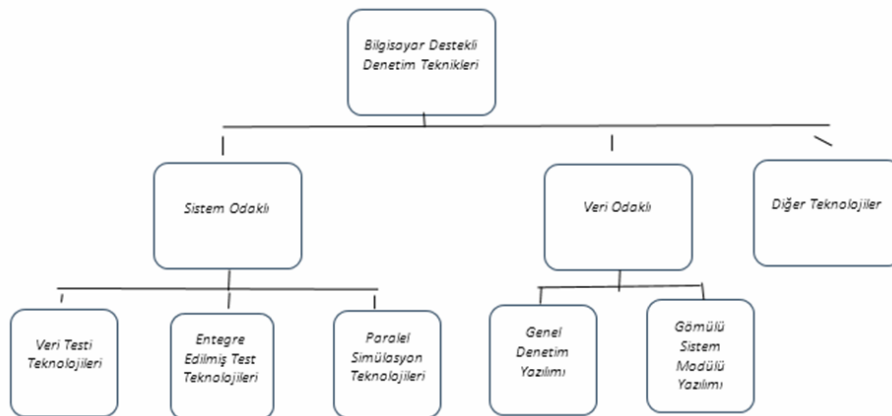 Bilgisayar Destekli
Denetim Teknikleri
Sistem Odaklı
Veri Odaklı
Diğer Teknolojiler
Veri Testi
Teknolojileri
Entegre
Edilmiş Test
Teknolojileri
Paralel
Simülasyon
Teknolojileri
Genel
Denetim
Yazılımı
Gömülü
Sistem
Modülü
Yazılımı